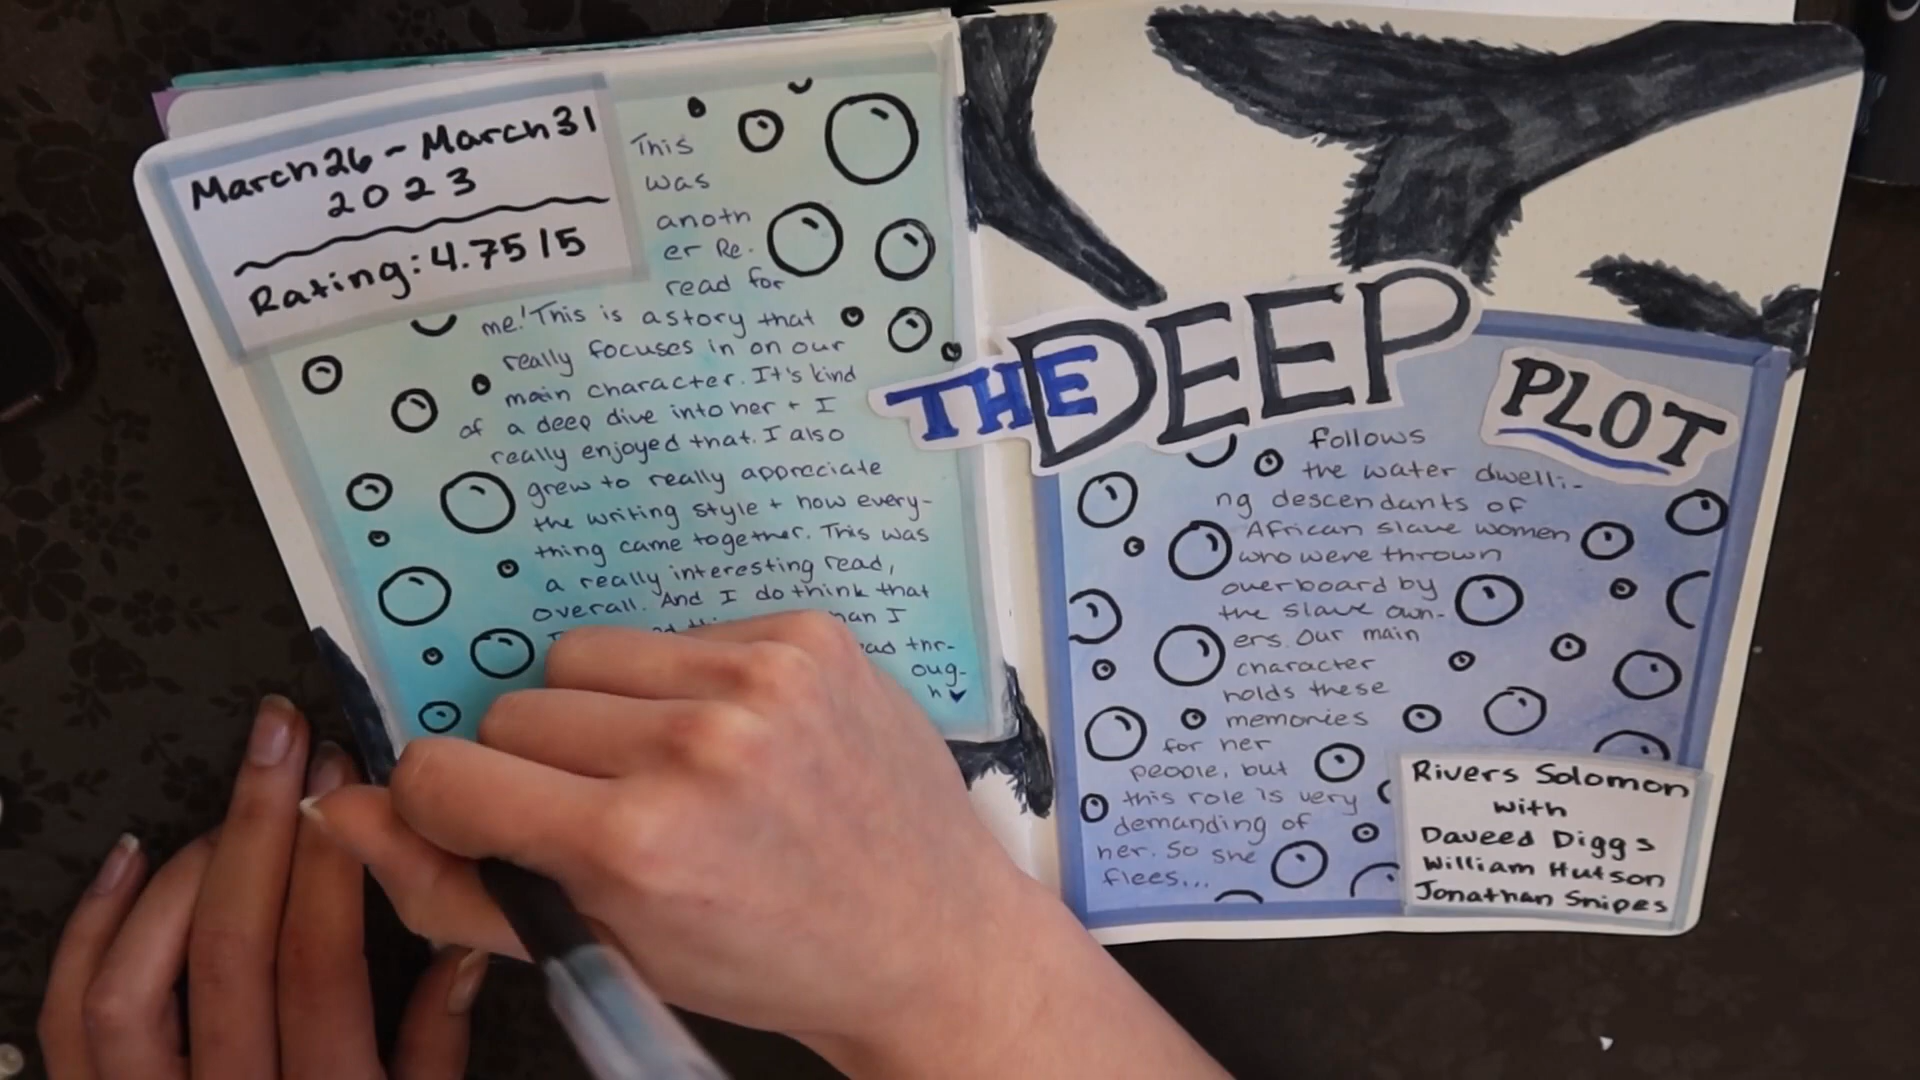 March 26 - March 31
2023
Rating: 4.75/5
This
was
anoth
er Re-
read for
me! This is a story that
really focuses in on our
main character. It's kind
of a deep dive into her + I
really enjoyed that. I also
grew to really appreciate
the writing style + how every-
thing came together. This was
a really interesting read,
overall. And I do think that
han I
ad thr-
oug-
h
THE DEEP
PLOT
follows
the water dwelli-
ng descendants of
African slave women
who were thrown
overboard by
the slave own-
ers. Our main
character
holds these
memories
for her
people, but
this role is very
demanding of
her. So she
flees...
Rivers Solomon
with
Daveed Diggs
William Hutson
Jonathan Snipes